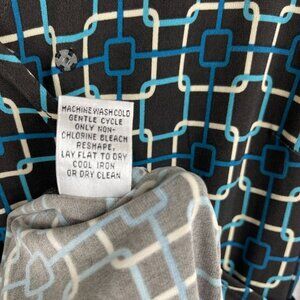 MACHINE WASH COLD
GENTLE CYCLE
ONLY NON-
CHLORINE BLEACH
RESHAPE,
LAY FLAT TO DRY
COOL IRON
OR DRY CLEAN.